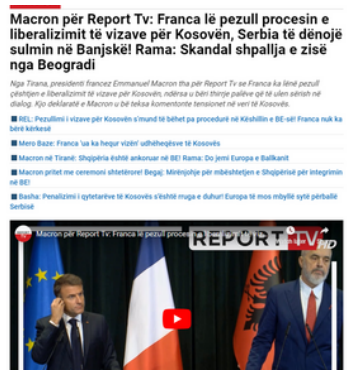 Macron për Report Tv: Franca lë pezull procesin e
liberalizimit të vizave për Kosovën, Serbia të dënojë
sulmin në Banjskë! Rama: Skandal shpallja e zisë
nga Beogradi
Nga Tirana, presidenti francez Emmanuel Macron tha për Report Tv se Franca ka lënë pezull
çështjen e liberalizimit të vizave për Kosovën, ndërsa u bëri thirrje palëve që të ulen sërish në
dialog. Kjo deklaratë e Macron u bë teksa komentonte tensionet në veri të Kosovës.
REL: Pezullimi i vizave për Kosovën s'mund të bëhet pa procedurë në Këshillin e BE-së! Franca nuk ka
bërë kërkesë
Mero Baze: Franca 'ua ka hequr vizën' udhëheqësve të Kosovës
Macron në Tiranë: Shqipëria është ankoruar në BE! Rama: Do jemi Europa e Ballkanit
Macron pritet me ceremoni shtetërore! Begaj: Mirënjohje për mbështetjen e Shqipërisë për integrimin
në BE!
Basha: Penalizimi i qytetarëve të Kosovës s'është rruga e duhur! Europa të mos mbyllë sytë përballë
Serbisë
Macron për Report Tv: Franca lë pezull procesin e
REPORT TV HD